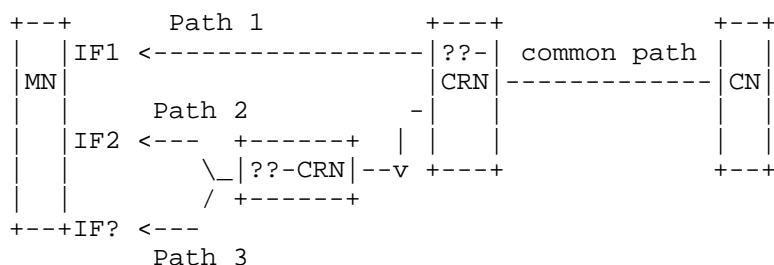 +--+ Path 1 +---+ +--+
| |IF1 <-----------------|??-| common path | |
|MN| |CRN|-------------|CN|
| | Path 2 -| | | |
| |IF2 <--- +------+ | | | | |
| | \_|??-CRN|--v +---+ +--+
| | / +------+
+--+IF? <---
Path 3